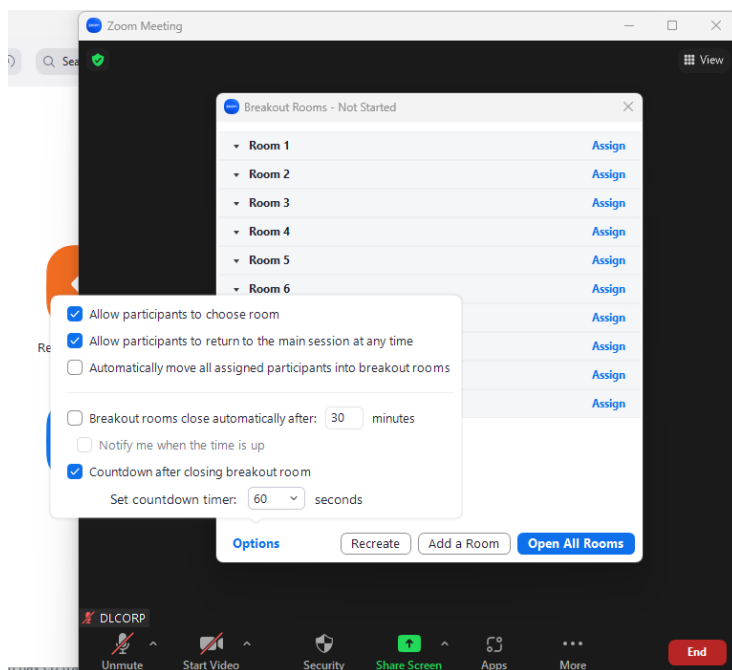 Zoom Meeting
Sea
View
zoom
Breakout Rooms - Not Started
Room 1 Assign
Room 2 Assign
Room 3 Assign
Room 4 Assign
Room 5 Assign
Room 6 Assign
Assign
Assign
Assign
Assign
Re
Allow participants to choose room
Allow participants to return to the main session at any time
Automatically move all assigned participants into breakout rooms
Breakout rooms close automatically after: 30 minutes
Notify me when the time is up
Countdown after closing breakout room
Set countdown timer: 60 seconds
Options Recreate Add a Room Open All Rooms
DLCORP
Unmute Start Video Security Share Screen Apps More End